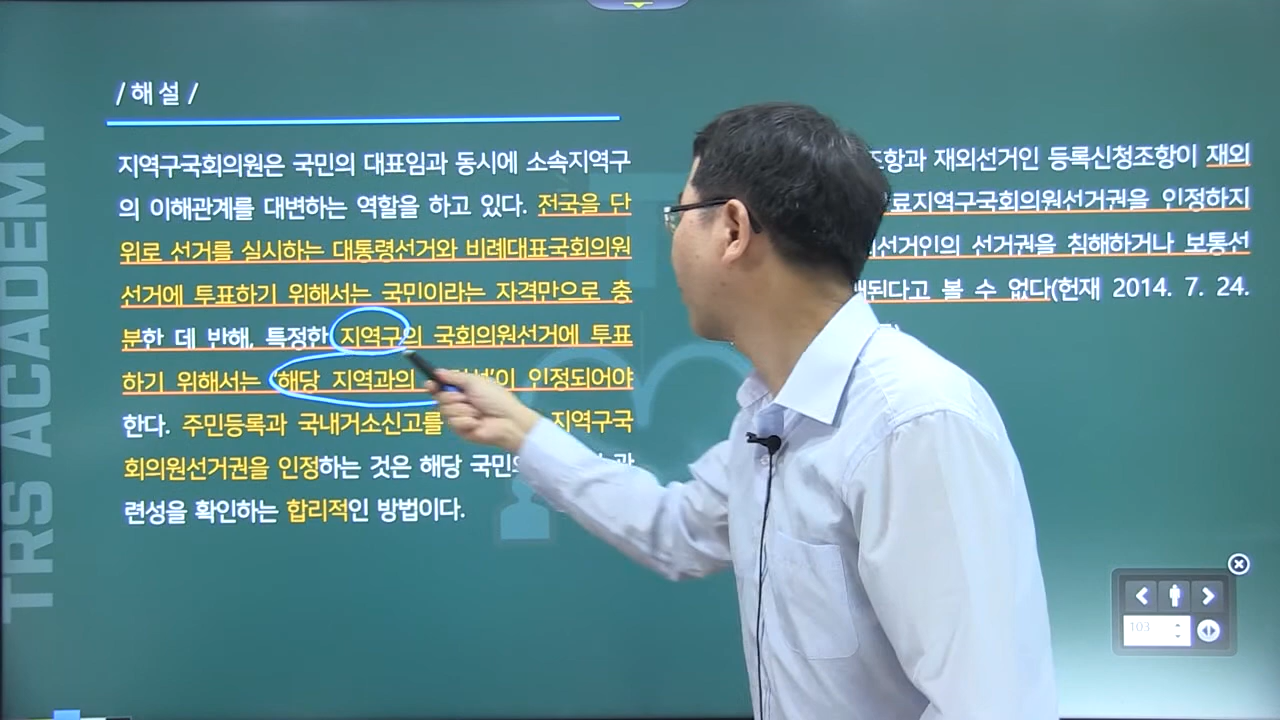 TRS ACADEMY
/ 해 설 /
지역구국회의원은 국민의 대표임과 동시에 소속지역구
의 이해관계를 대변하는 역할을 하고 있다. 전국을 단
위로 선거를 실시하는 대통령선거와 비례대표국회의원
선거에 투표하기 위해서는 국민이라는 자격만으로 충
분한 데 반해, 특정한 지역구의 국회의원선거에 투표
하기 위해서는 '해당 지역과의 이 인정되어야
한다. 주민등록과 국내거소신고를 지역구국
회의원선거권을 인정하는 것은 해당 국민의
련성을 확인하는 합리적인 방법이다.
조항과 재외선거인 등록신청조항이 재외
지역구국회의원선거권을 인정하지
선거인의 선거권을 침해하거나 보통선
된다고 볼 수 없다(헌재 2014. 7. 24.
103